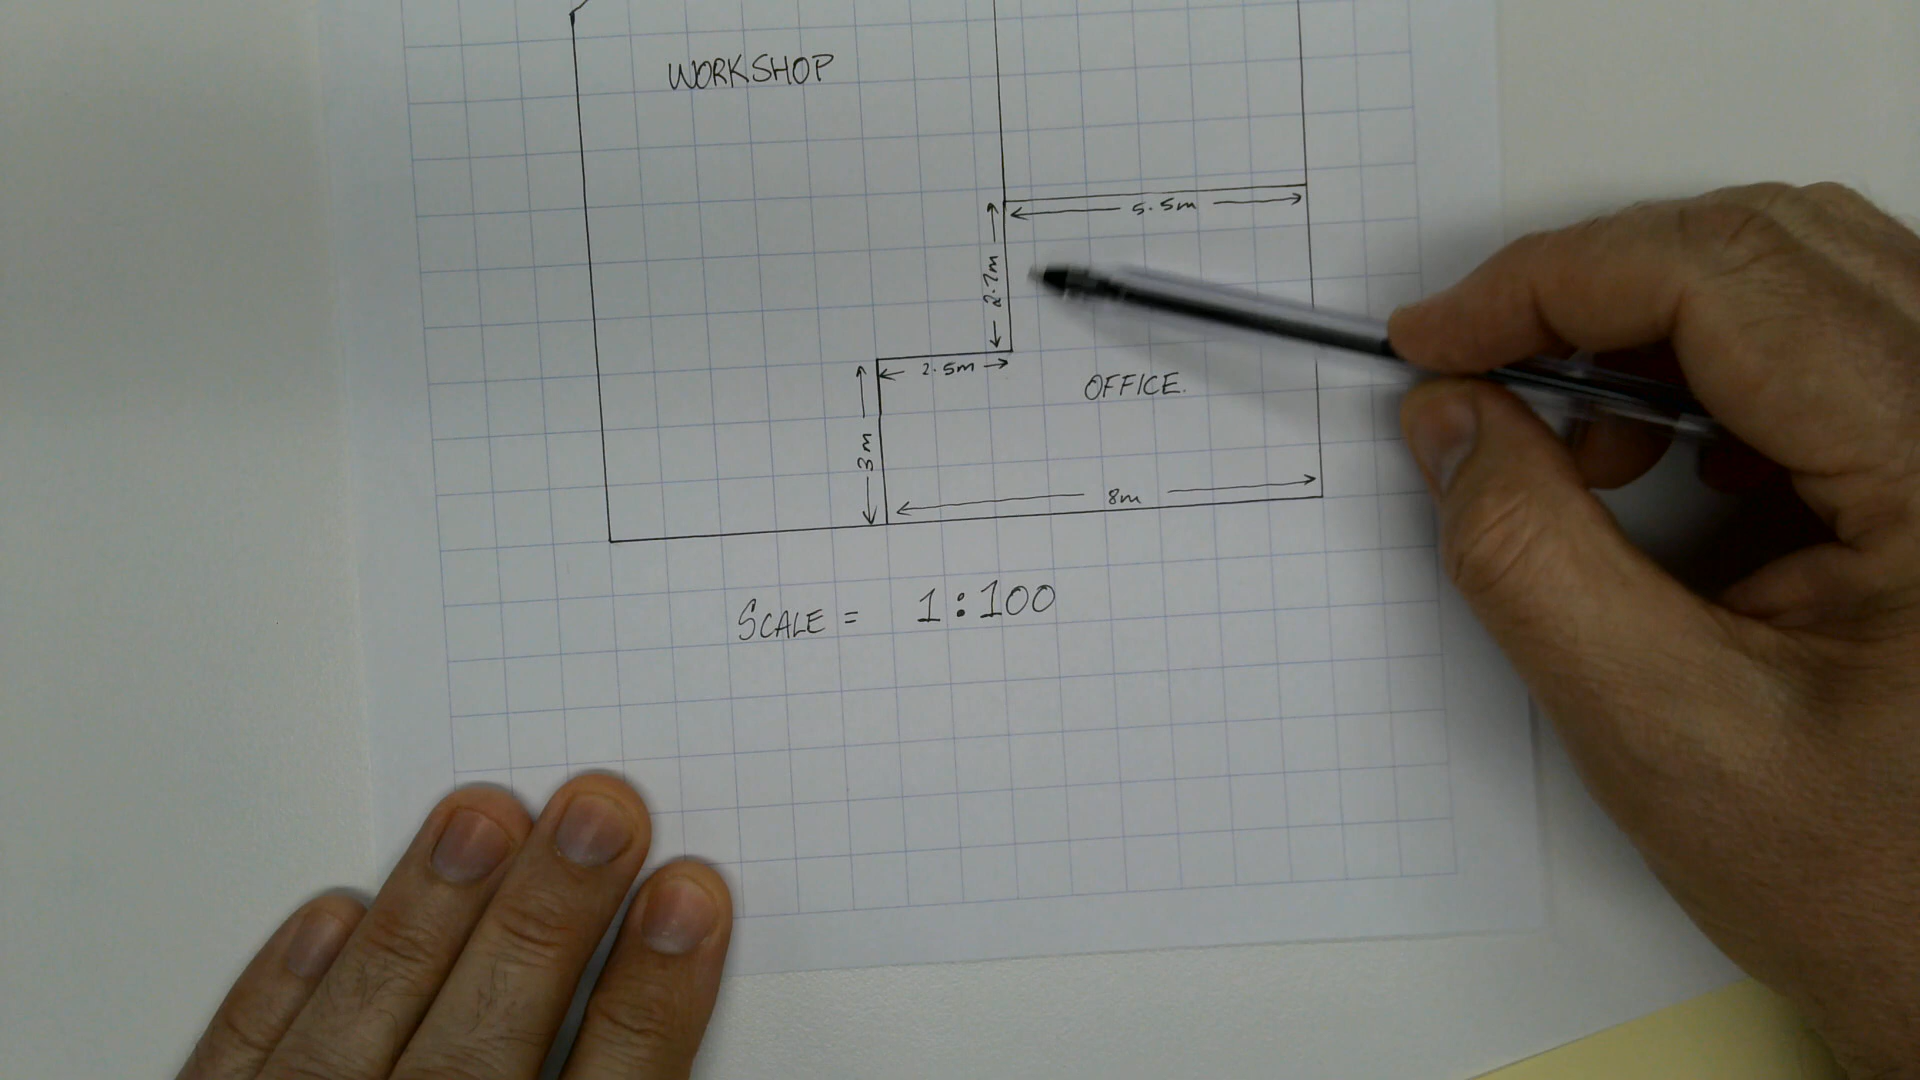 WORKSHOP
5.5m
2.7m
2.5m
OFFICE.
3m
8m
SCALE = 1:100